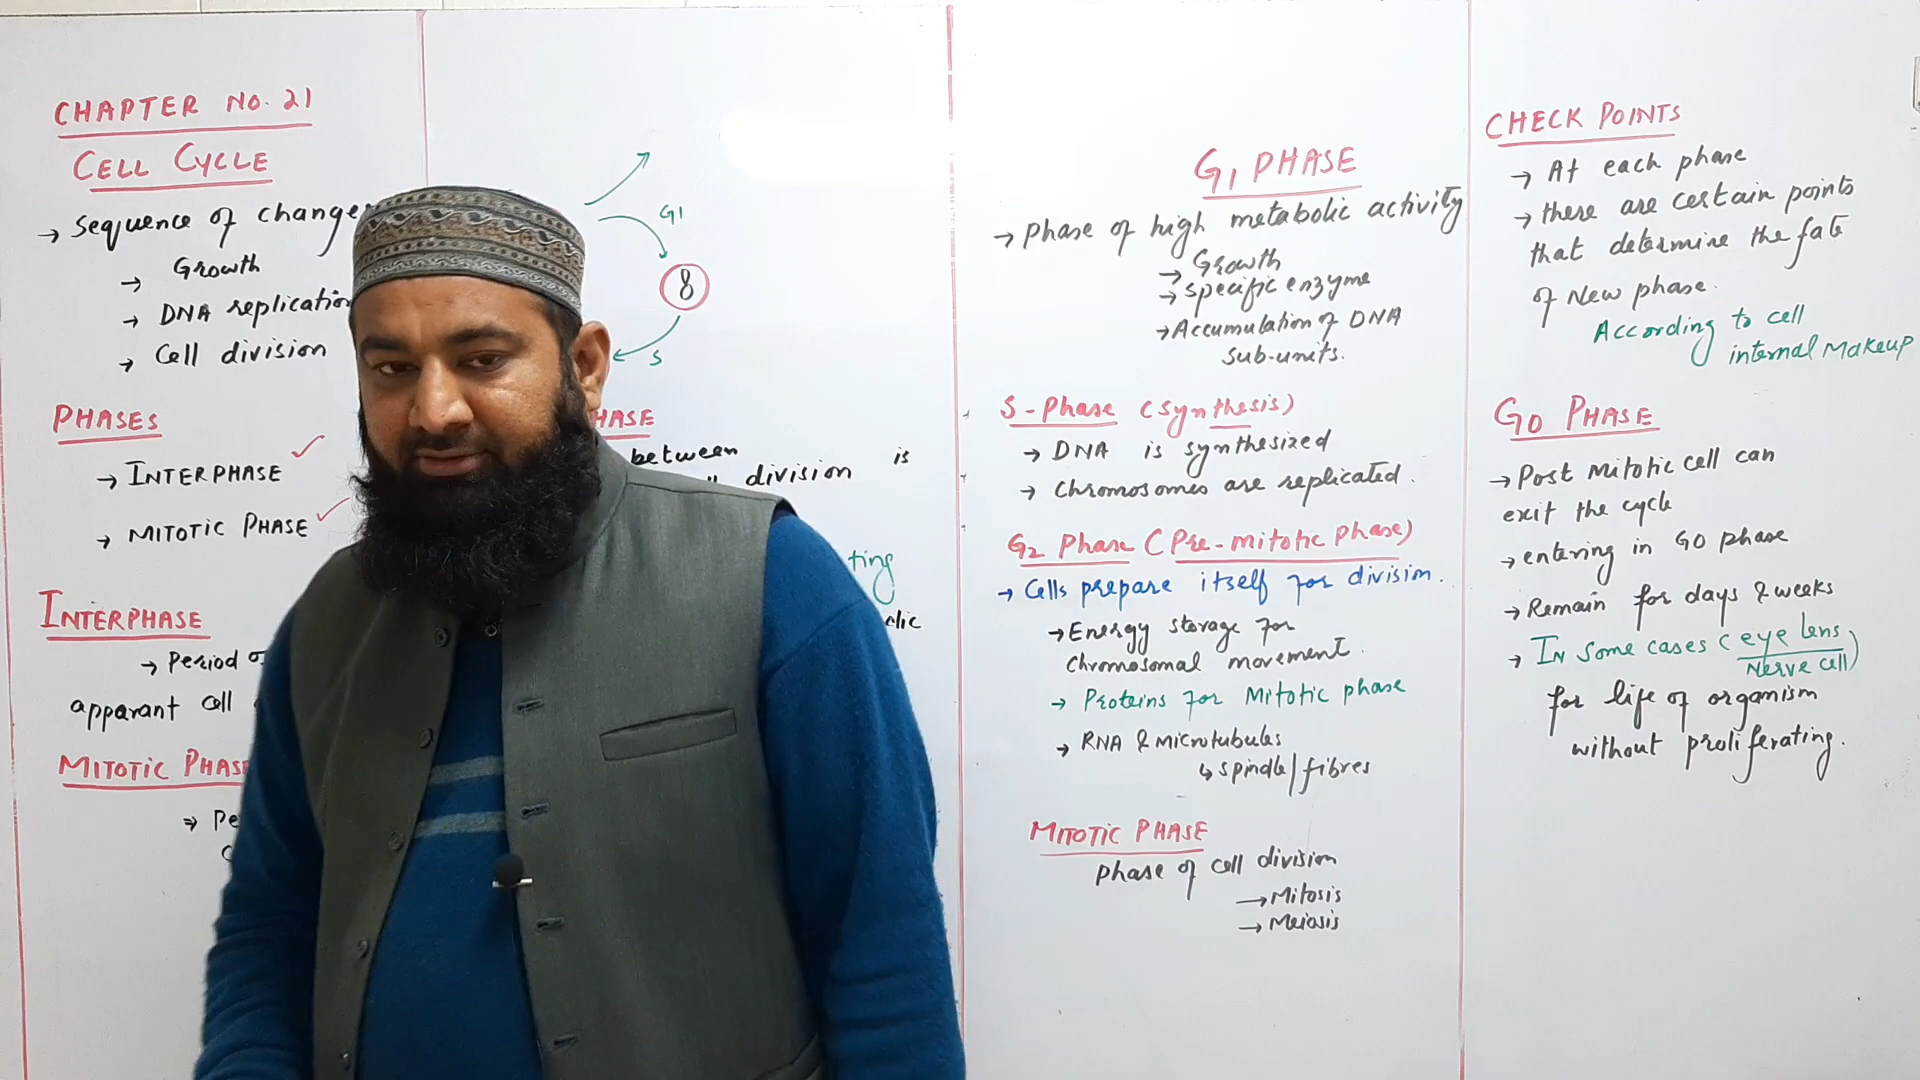 CHAPTER NO. 21
CELL CYCLE
→ Sequence of change
→ Growth
→ DNA replication
→ Cell division
PHASES
→ INTERPHASE ✓
→ MITOTIC PHASE ✓
INTERPHASE
→ Period
apparant cell
MITOTIC PHASE
G1
8
S
HASE
between
division is
ting
G1 PHASE
→ Phase of high metabolic activity
→ Growth
→ specific enzyme
→ Accumulation of DNA
sub-units.
S-Phase (Synthesis)
→ DNA is synthesized
→ Chromosomes are replicated.
G2 Phase (Pre-mitotic phase)
→ Cells prepare itself for division.
→ Energy storage for
chromosomal movement.
→ Proteins for Mitotic phase
→ RNA & Microtubules
↳ spindle/fibres
MITOTIC PHASE
phase of cell division
→ Mitosis
→ Meiosis
CHECK POINTS
→ At each phase
→ there are certain points
that determine the fate
of New phase.
According to cell
internal Makeup
G0 PHASE
→ Post Mitotic cell can
exit the cycle
→ entering in G0 phase
→ Remain for days & weeks
→ In some cases (eye lens
Nerve cell)
for life of organism
without proliferating.